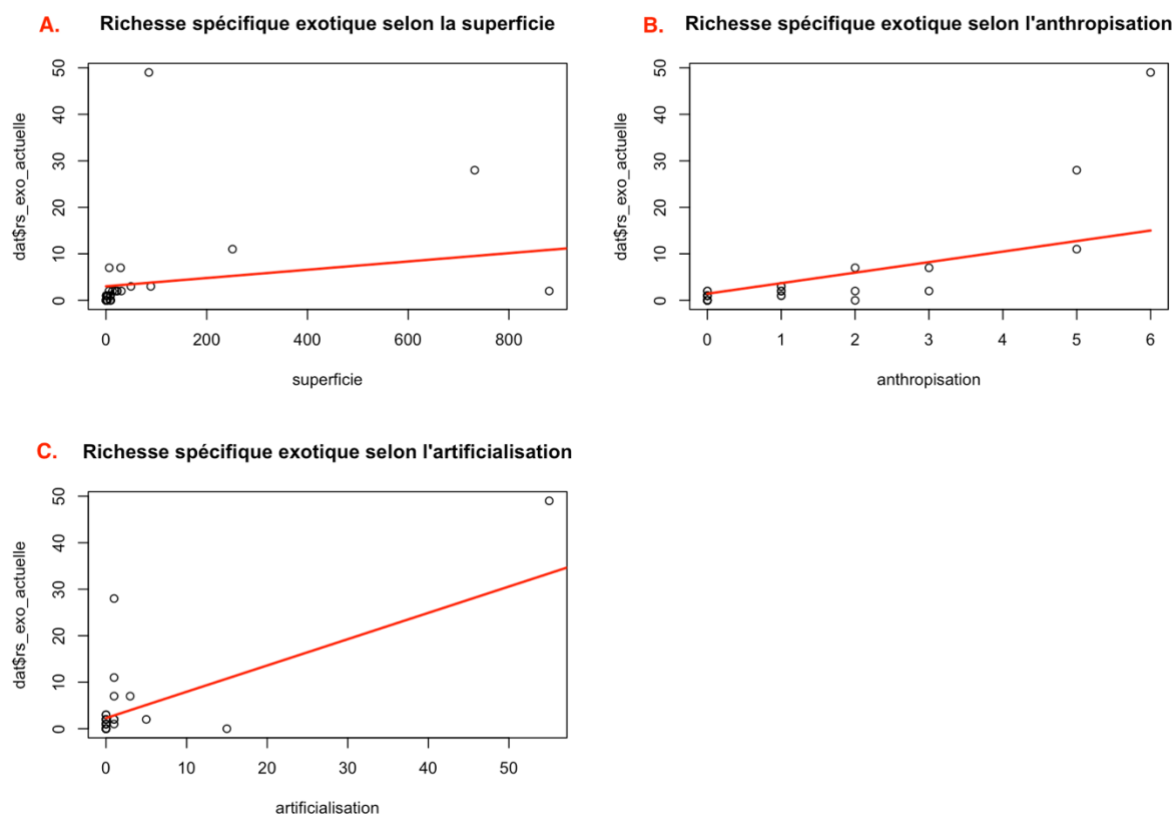 A. Richesse spécifique exotique selon la superficie
dat$rs_exo_actuelle
50
40
30
20
10
0
0 200 400 600 800
superficie
B. Richesse spécifique exotique selon l'anthropisation
dat$rs_exo_actuelle
50
40
30
20
10
0
0 1 2 3 4 5 6
anthropisation
C. Richesse spécifique exotique selon l'artificialisation
dat$rs_exo_actuelle
50
40
30
20
10
0
0 10 20 30 40 50
artificialisation